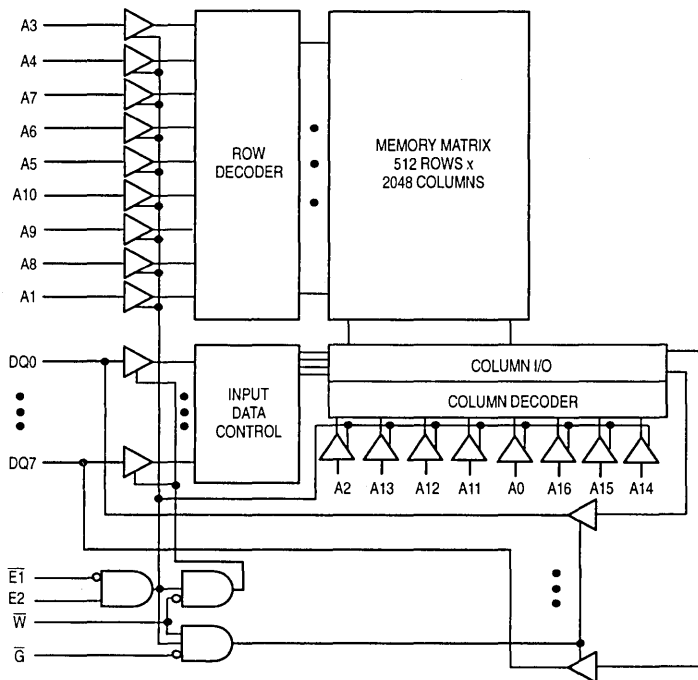 A3
A4
A7
A6
A5
A10
A9
A8
A1
ROW
DECODER
MEMORY MATRIX
512 ROWS x
2048 COLUMNS
DQ0
DQ7
INPUT
DATA
CONTROL
COLUMN I/O
COLUMN DECODER
A2 A13 A12 A11 A0 A16 A15 A14
E1
E2
W
G